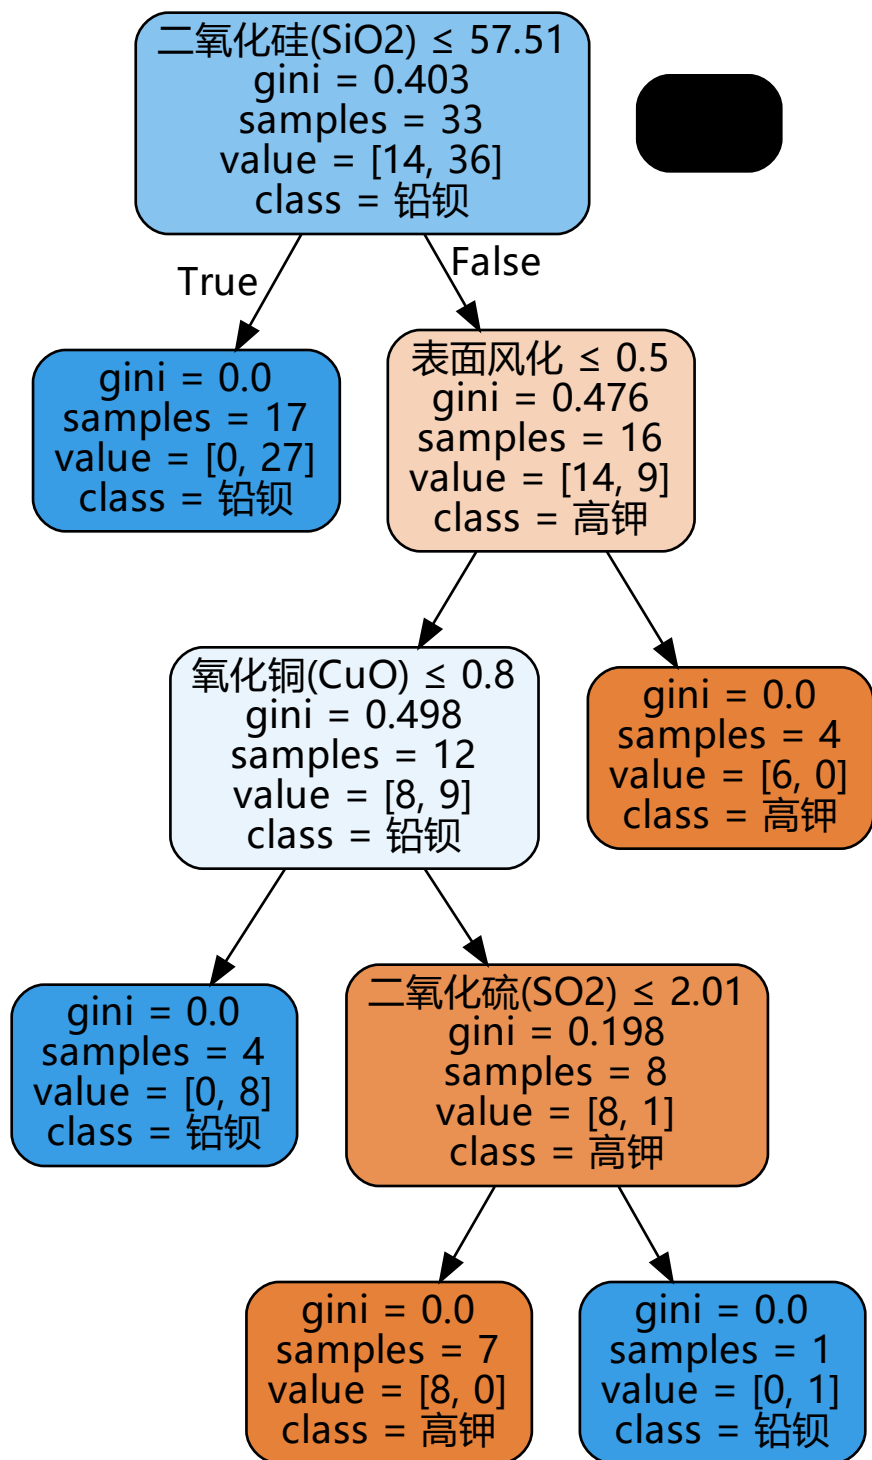 二氧化硅(SiO2) ≤ 57.51
gini = 0.403
samples = 33
value = [14, 36]
class = 铅钡
True
False
gini = 0.0
samples = 17
value = [0, 27]
class = 铅钡
表面风化 ≤ 0.5
gini = 0.476
samples = 16
value = [14, 9]
class = 高钾
氧化铜(CuO) ≤ 0.8
gini = 0.498
samples = 12
value = [8, 9]
class = 铅钡
gini = 0.0
samples = 4
value = [6, 0]
class = 高钾
gini = 0.0
samples = 4
value = [0, 8]
class = 铅钡
二氧化硫(SO2) ≤ 2.01
gini = 0.198
samples = 8
value = [8, 1]
class = 高钾
gini = 0.0
samples = 7
value = [8, 0]
class = 高钾
gini = 0.0
samples = 1
value = [0, 1]
class = 铅钡